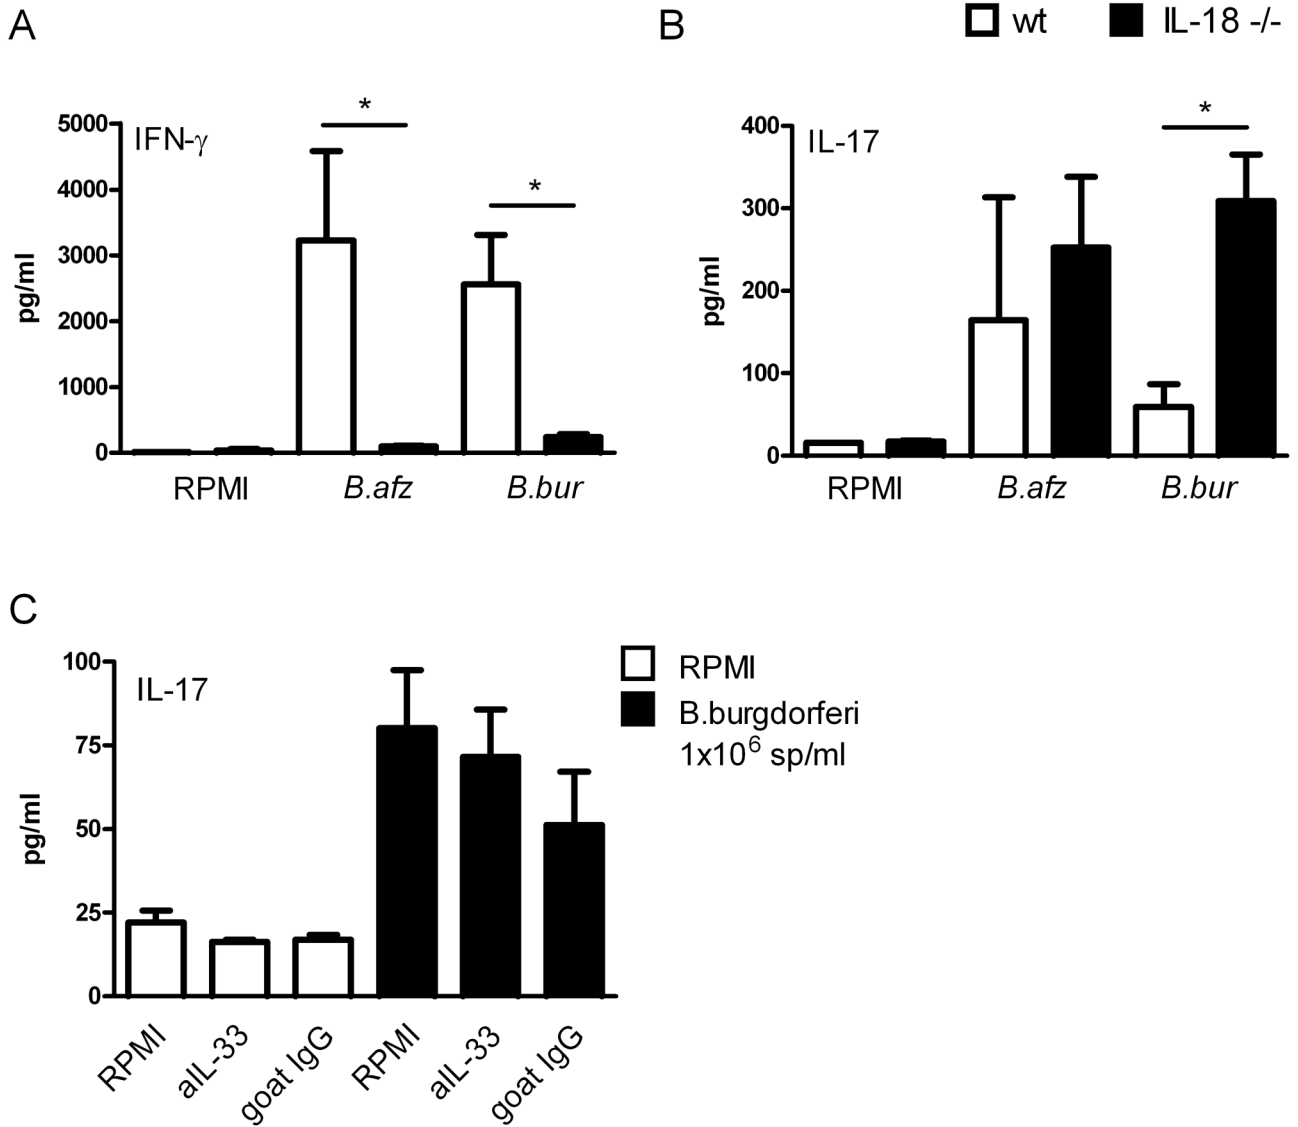 A
B
wt
IL-18 -/-
*
*
5000
4000
3000
2000
1000
0
IFN-γ
pg/ml
RPMI
B.afz
B.bur
*
400
300
200
100
0
IL-17
pg/ml
RPMI
B.afz
B.bur
C
100
75
50
25
0
IL-17
pg/ml
RPMI
B.burgdorferi
1x10⁶ sp/ml
RPMI
aIL-33
goat IgG
RPMI
aIL-33
goat IgG